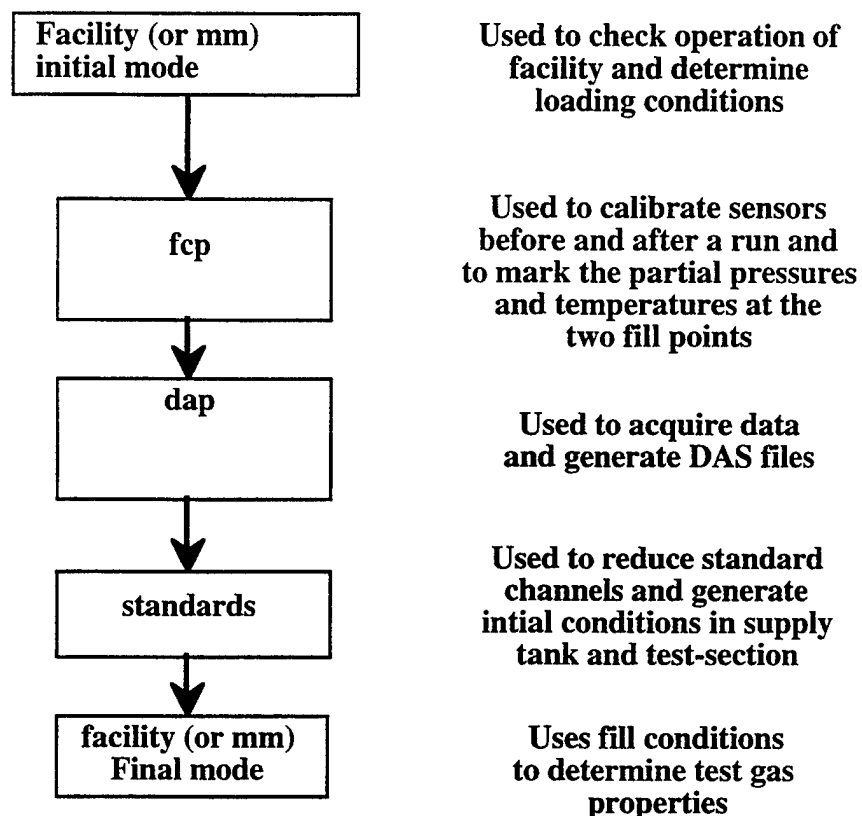 Facility (or mm)
initial mode
Used to check operation of
facility and determine
loading conditions
fcp
Used to calibrate sensors
before and after a run and
to mark the partial pressures
and temperatures at the
two fill points
dap
Used to acquire data
and generate DAS files
standards
Used to reduce standard
channels and generate
intial conditions in supply
tank and test-section
facility (or mm)
Final mode
Uses fill conditions
to determine test gas
properties